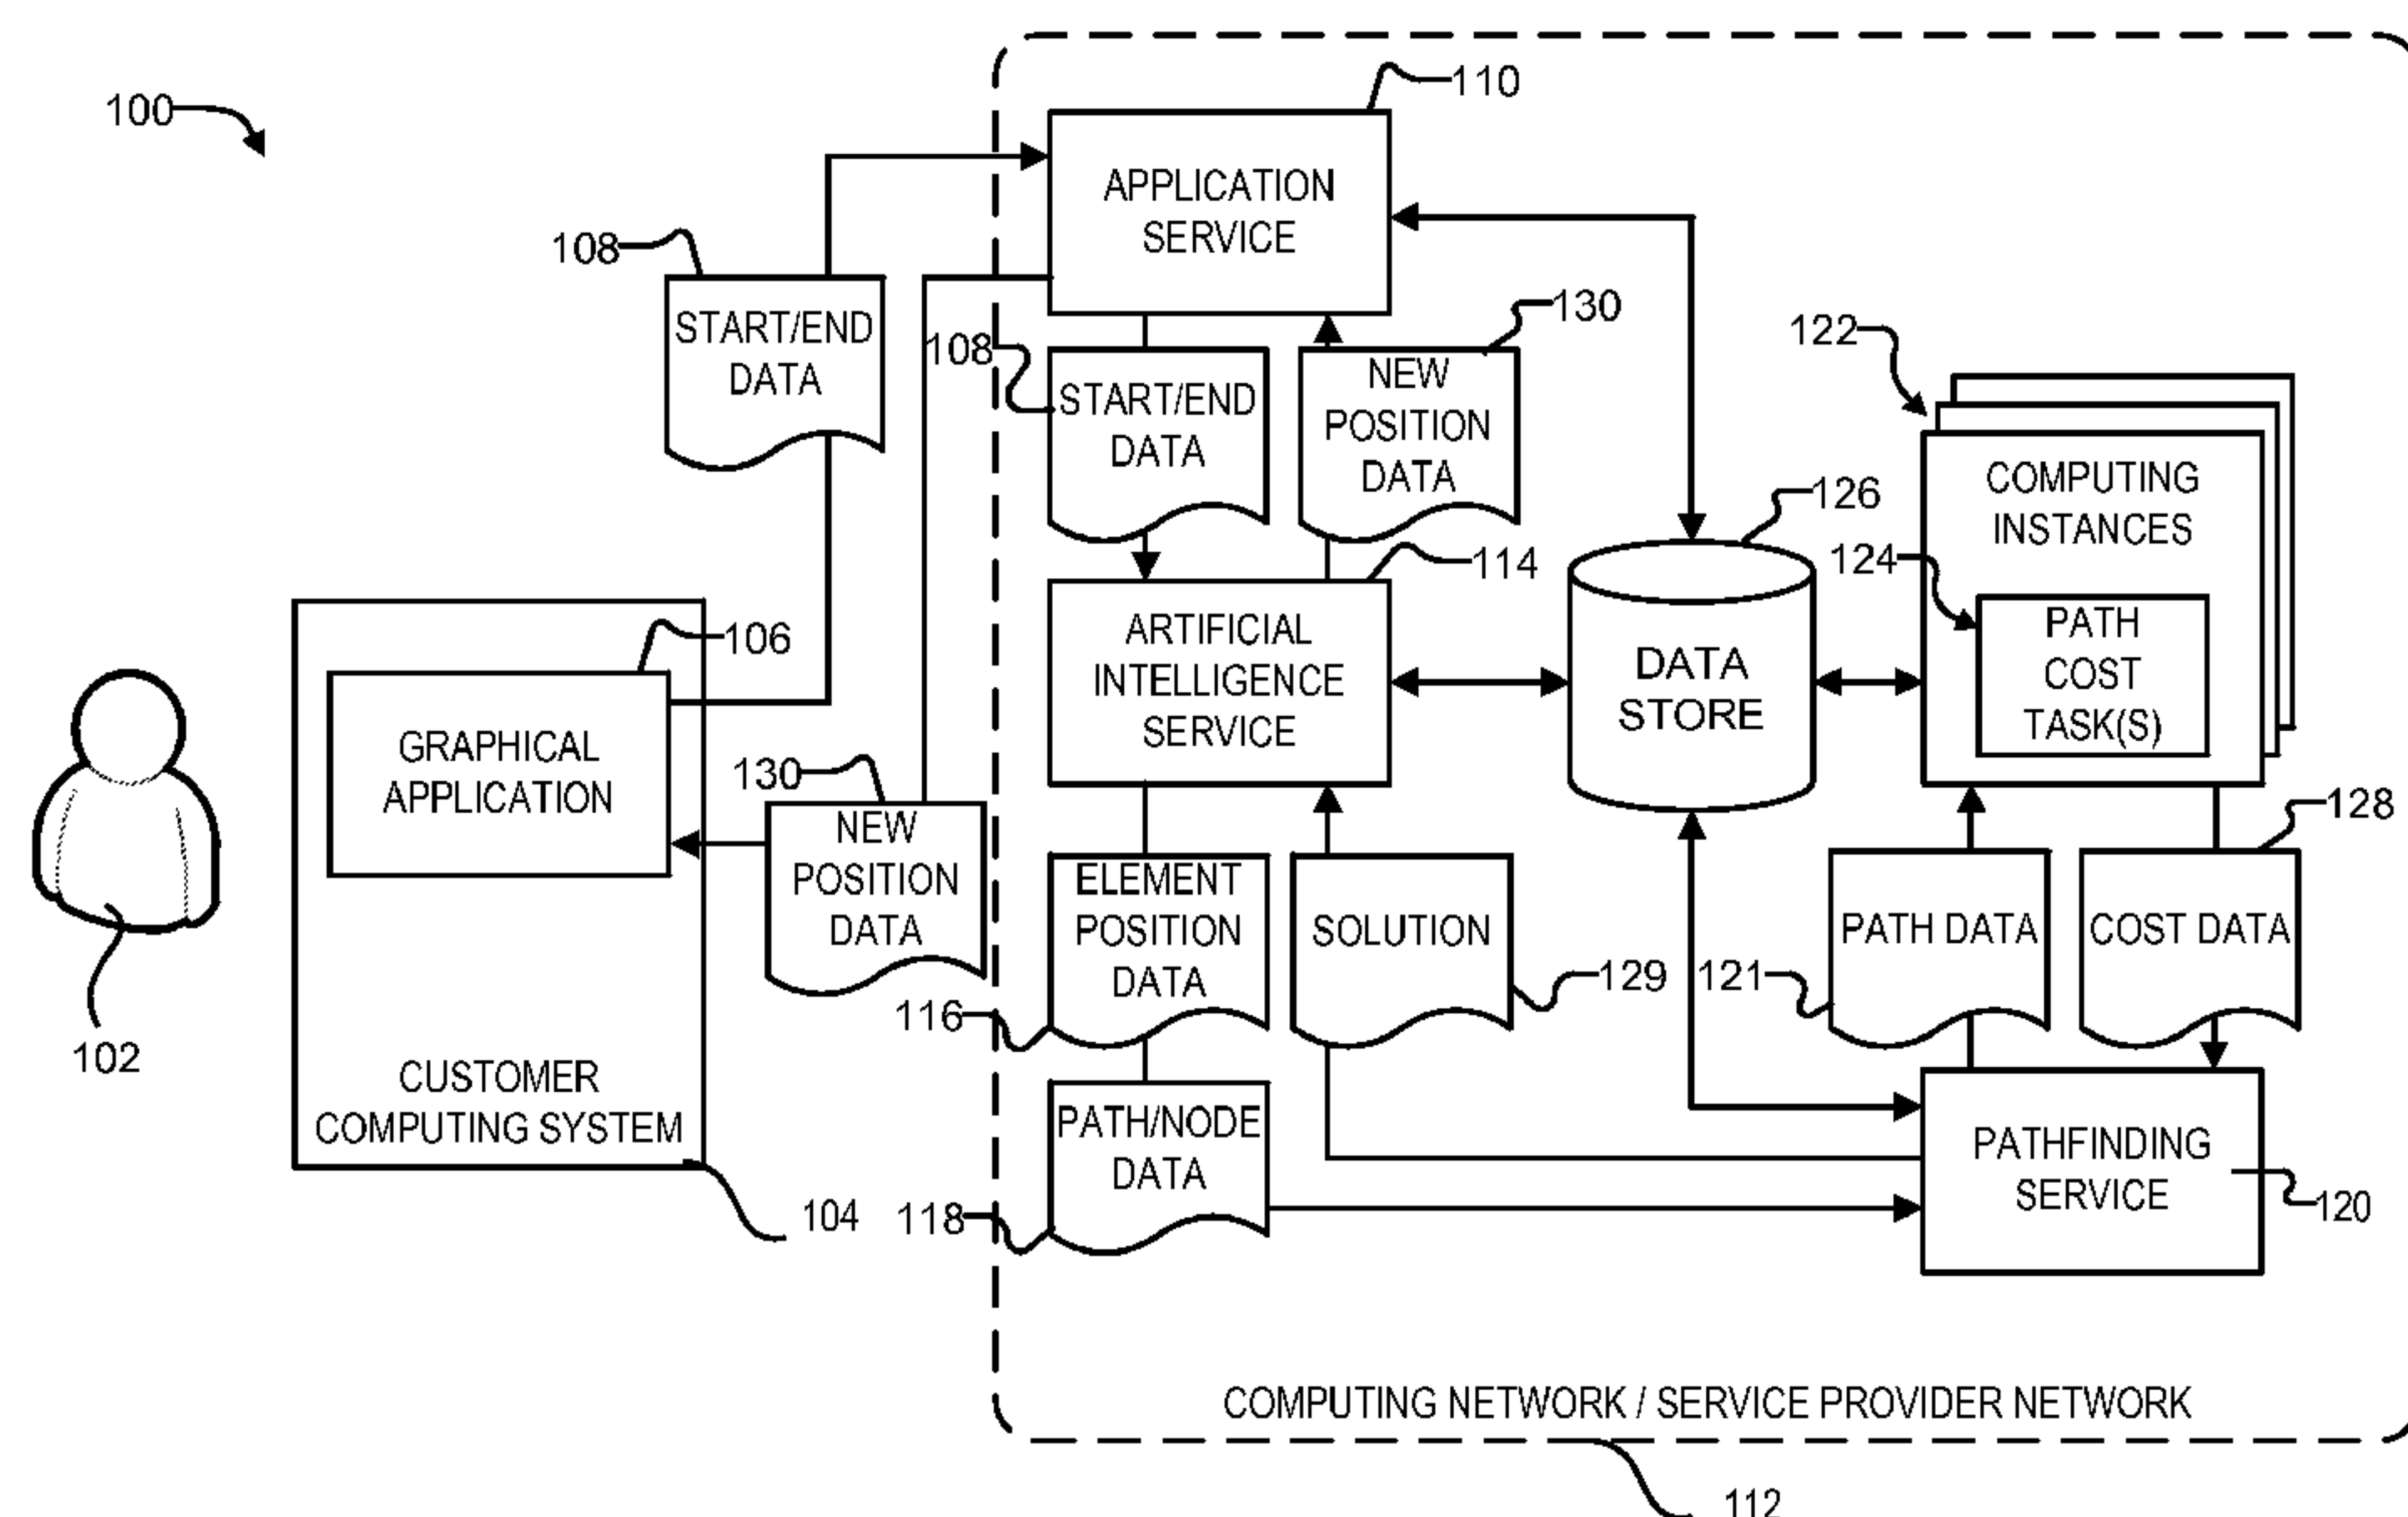 100
110
APPLICATION
SERVICE
108
START/END
DATA
108
START/END
DATA
130
NEW
POSITION
DATA
122
COMPUTING
INSTANCES
124
PATH
COST
TASK(S)
126
DATA
STORE
114
ARTIFICIAL
INTELLIGENCE
SERVICE
106
GRAPHICAL
APPLICATION
130
NEW
POSITION
DATA
128
ELEMENT
POSITION
DATA
SOLUTION
PATH DATA
COST DATA
116
129
121
102
CUSTOMER
COMPUTING SYSTEM
104
PATH/NODE
DATA
118
PATHFINDING
SERVICE
120
COMPUTING NETWORK / SERVICE PROVIDER NETWORK
112